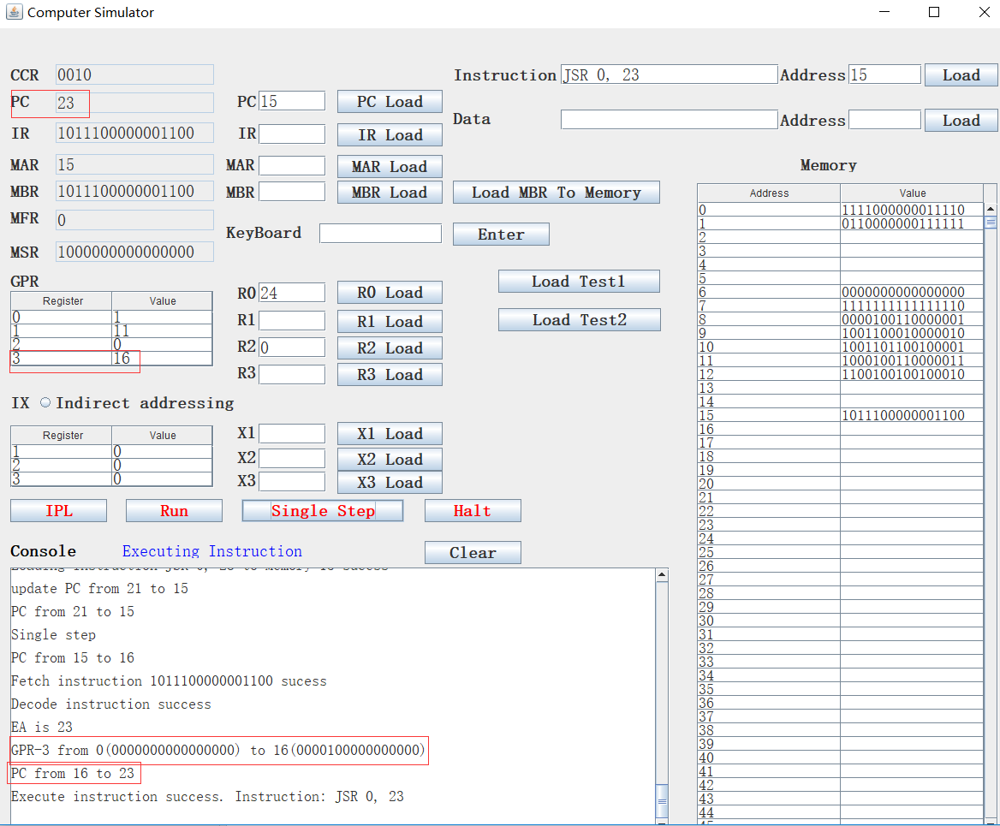 Computer Simulator
CCR 0010
PC 23
IR 1011100000001100
MAR 15
MBR 1011100000001100
MFR 0
MSR 1000000000000000
PC 15 PC Load
IR IR Load
MAR MAR Load
MBR MBR Load Load MBR To Memory
KeyBoard Enter
Instruction JSR 0, 23 Address 15 Load
Data Address Load
Load Test1
Load Test2
GPR
Register Value
0 1
1 11
2 0
3 16
R0 24 R0 Load
R1 R1 Load
R2 0 R2 Load
R3 R3 Load
IX Indirect addressing
Register Value
1 0
2 0
3 0
X1 X1 Load
X2 X2 Load
X3 X3 Load
IPL Run Single Step Halt
Console Executing Instruction Clear
update PC from 21 to 15
PC from 21 to 15
Single step
PC from 15 to 16
Fetch instruction 1011100000001100 sucess
Decode instruction success
EA is 23
GPR-3 from 0(0000000000000000) to 16(0000100000000000)
PC from 16 to 23
Execute instruction success. Instruction: JSR 0, 23
Memory
Address Value
0 1111000000011110
1 0110000000111111
2
3
4
5
6 0000000000000000
7 1111111111111110
8 0000100110000001
9 1001100010000010
10 1001101100100001
11 1000100110000011
12 1100100100100010
13
14
15 1011100000001100
16
17
18
19
20
21
22
23
24
25
26
27
28
29
30
31
32
33
34
35
36
37
38
39
40
41
42
43
44